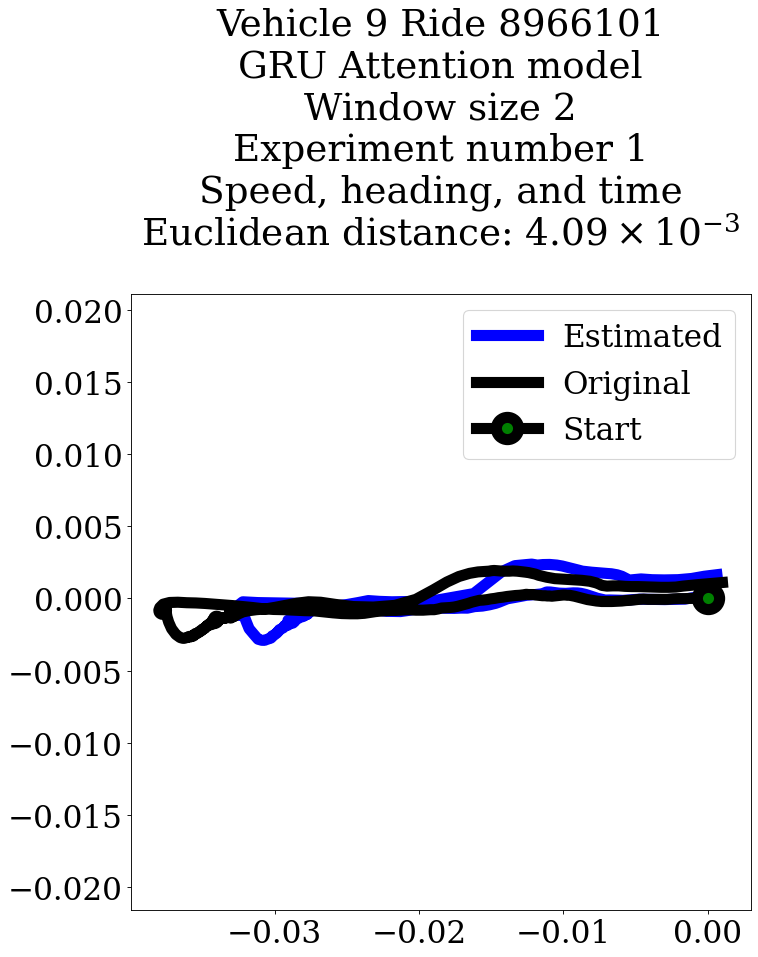 Vehicle 9 Ride 8966101
GRU Attention model
Window size 2
Experiment number 1
Speed, heading, and time
Euclidean distance: 4.09 × 10⁻³
Estimated
Original
Start
0.020
0.015
0.010
0.005
0.000
−0.005
−0.010
−0.015
−0.020
−0.03 −0.02 −0.01 0.00